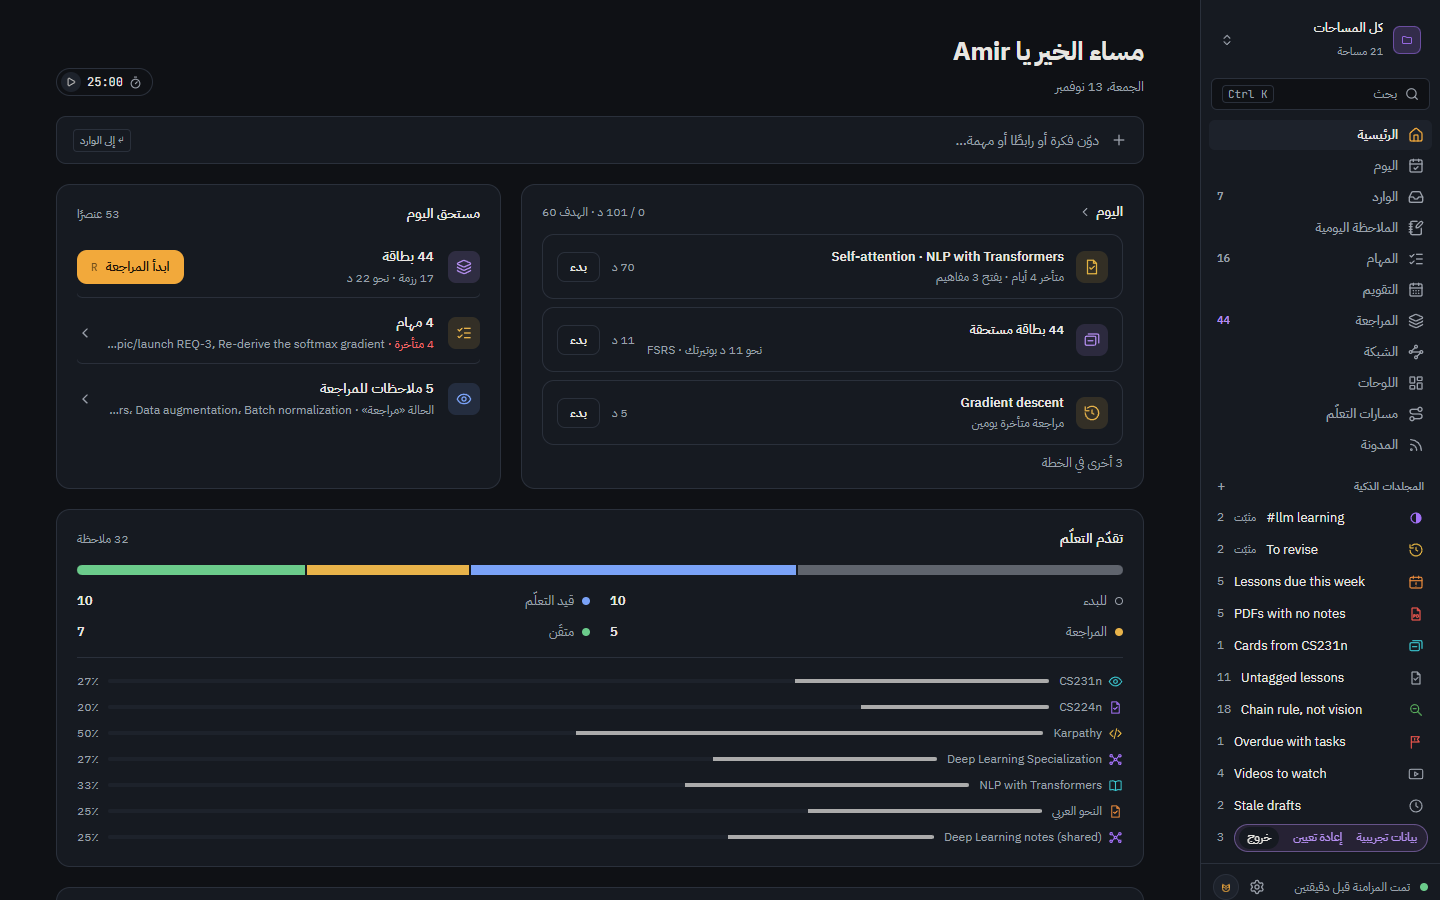 كل المساحات
21 مساحة
بحث
Ctrl K
الرئيسية
اليوم
الوارد 7
الملاحظة اليومية
المهام 16
التقويم
المراجعة 44
الشبكة
اللوحات
مسارات التعلّم
المدونة
المجلدات الذكية +
#llm learning مثبّت 2
To revise مثبّت 2
Lessons due this week 5
PDFs with no notes 5
Cards from CS231n 1
Untagged lessons 11
Chain rule, not vision 18
Overdue with tasks 1
Videos to watch 4
Stale drafts 2
بيانات تجريبية إعادة تعيين خروج 3
تمت المزامنة قبل دقيقتين
مساء الخير يا Amir
الجمعة، 13 نوفمبر
25:00
دوّن فكرة أو رابطًا أو مهمة...
↵ إلى الوارد
اليوم
0 / 101 د · الهدف 60
Self-attention · NLP with Transformers
متأخر 4 أيام · يفتح 3 مفاهيم
70 د
بدء
44 بطاقة مستحقة
نحو 11 د بوتيرتك · FSRS
11 د
بدء
Gradient descent
مراجعة متأخرة يومين
5 د
بدء
3 أخرى في الخطة
مستحق اليوم
53 عنصرًا
44 بطاقة
17 رزمة · نحو 22 د
ابدأ المراجعة R
4 مهام
4 متأخرة · pic/launch REQ-3, Re-derive the softmax gradient...
5 ملاحظات للمراجعة
الحالة «مراجعة» · rs، Data augmentation، Batch normalization...
تقدّم التعلّم
32 ملاحظة
للبدء 10
قيد التعلّم 10
المراجعة 5
متقَن 7
CS231n 27٪
CS224n 20٪
Karpathy 50٪
Deep Learning Specialization 27٪
NLP with Transformers 33٪
النحو العربي 25٪
Deep Learning notes (shared) 25٪